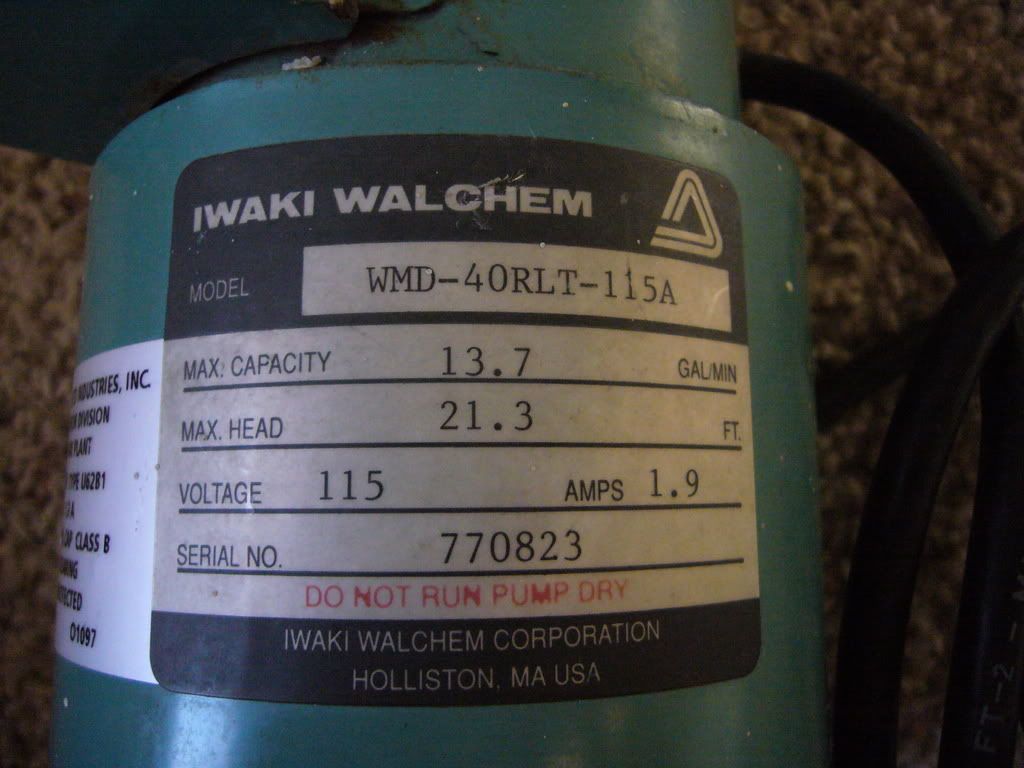 IWAKI WALCHEM
MODEL WMD-40RLT-115A
MAX. CAPACITY 13.7 GAL/MIN
MAX. HEAD 21.3 FT.
VOLTAGE 115 AMPS 1.9
SERIAL NO. 770823
DO NOT RUN PUMP DRY
IWAKI WALCHEM CORPORATION
HOLLISTON, MA USA
INDUSTRIES, INC.
DIVISION
PLANT
TYPE U62B1
A
CLASS B
O1097
FT-2